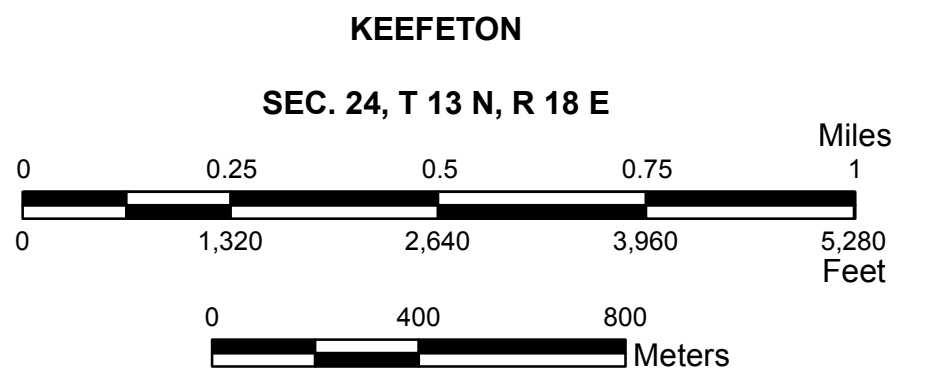 KEEFETON
SEC. 24, T 13 N, R 18 E
Miles
0 0.25 0.5 0.75 1
0 1,320 2,640 3,960 5,280
Feet
0 400 800
Meters